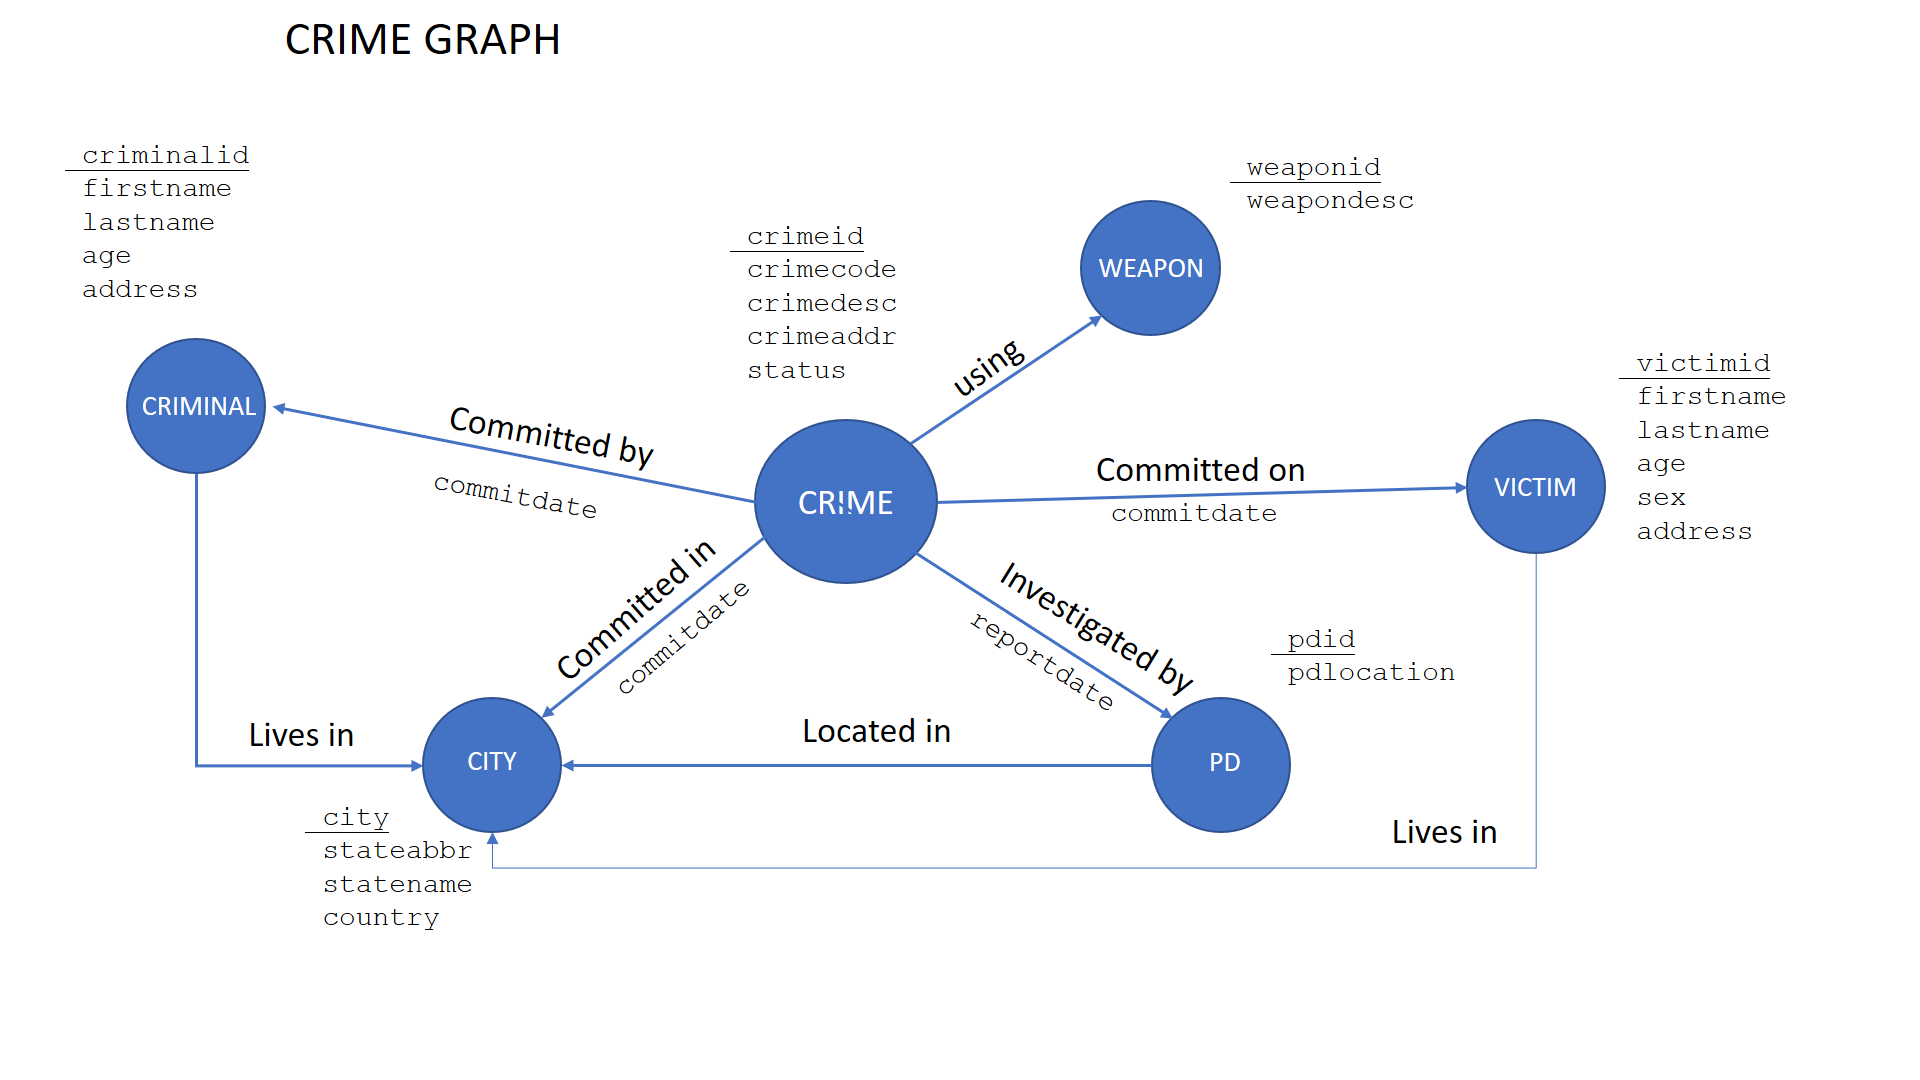 CRIME GRAPH
criminalid
firstname
lastname
age
address
CRIMINAL
crimeid
crimecode
crimedesc
crimeaddr
status
weaponid
weapondesc
WEAPON
using
Committed by
commitdate
CRIME
Committed on
commitdate
victimid
firstname
lastname
age
sex
address
VICTIM
Committed in
commitdate
Investigated by
reportdate
pdid
pdlocation
Lives in
CITY
Located in
PD
Lives in
city
stateabbr
statename
country